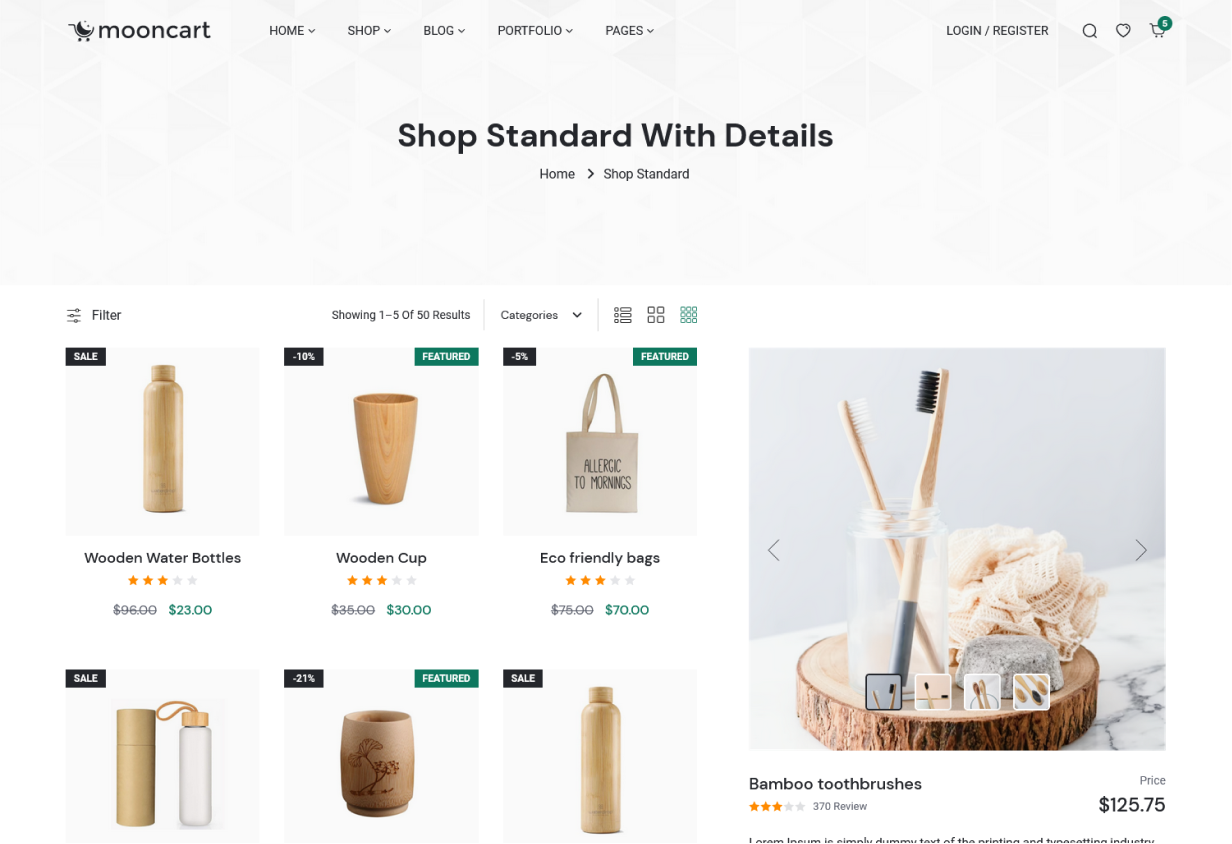 mooncart
HOME
SHOP
BLOG
PORTFOLIO
PAGES
LOGIN / REGISTER
5
Shop Standard With Details
Home
Shop Standard
Filter
Showing 1–5 Of 50 Results
Categories
SALE
-10%
FEATURED
-5%
FEATURED
ALLERGIC
TO MORNINGS
Wooden Water Bottles
Wooden Cup
Eco friendly bags
$96.00 $23.00
$35.00 $30.00
$75.00 $70.00
SALE
-21%
FEATURED
SALE
Bamboo toothbrushes
Price
370 Review
$125.75
Lorem Ipsum is simply dummy text of the printing and typesetting industry.